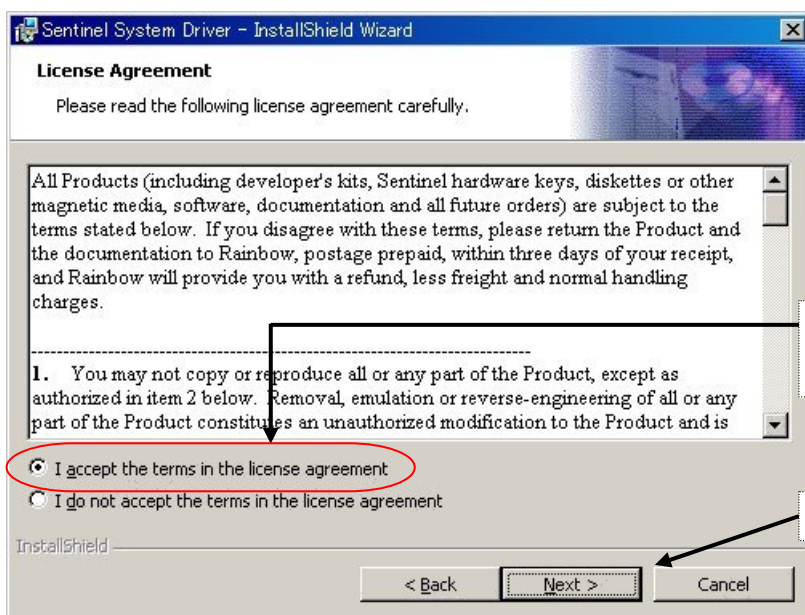 Sentinel System Driver - InstallShield Wizard
License Agreement
Please read the following license agreement carefully.
All Products (including developer's kits, Sentinel hardware keys, diskettes or other
magnetic media, software, documentation and all future orders) are subject to the
terms stated below. If you disagree with these terms, please return the Product and
the documentation to Rainbow, postage prepaid, within three days of your receipt,
and Rainbow will provide you with a refund, less freight and normal handling
charges.
------------------------------------------------------------------------------
1. You may not copy or reproduce all or any part of the Product, except as
authorized in item 2 below. Removal, emulation or reverse-engineering of all or any
part of the Product constitutes an unauthorized modification to the Product and is
I accept the terms in the license agreement
I do not accept the terms in the license agreement
InstallShield
< Back
Next >
Cancel